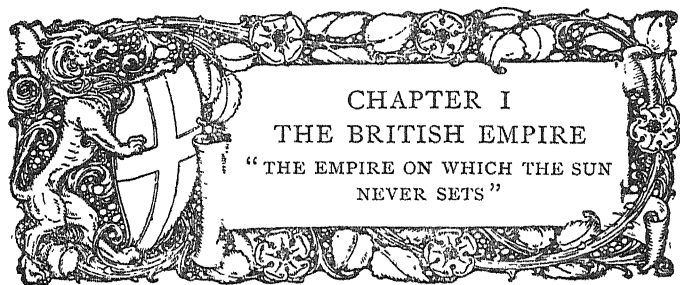 CHAPTER I
THE BRITISH EMPIRE
“THE EMPIRE ON WHICH THE SUN
NEVER SETS”